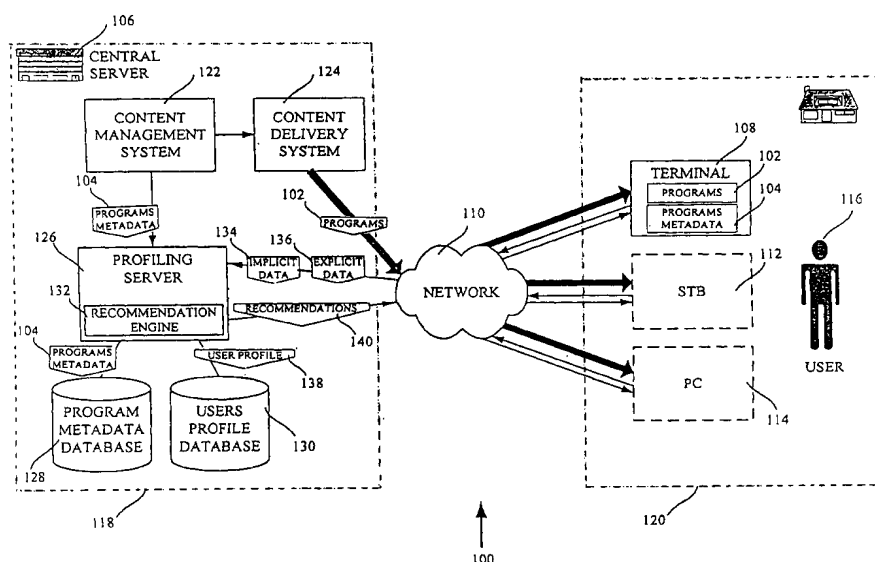 106
CENTRAL
SERVER
122
124
CONTENT
MANAGEMENT
SYSTEM
CONTENT
DELIVERY
SYSTEM
104
PROGRAMS
METADATA
102
PROGRAMS
126
134
136
IMPLICIT
DATA
EXPLICIT
DATA
PROFILING
SERVER
132
RECOMMENDATION
ENGINE
RECOMMENDATIONS
140
104
PROGRAMS
METADATA
USER PROFILE
138
PROGRAM
METADATA
DATABASE
128
USERS
PROFILE
DATABASE
130
118
110
NETWORK
100
108
TERMINAL
102
PROGRAMS
104
PROGRAMS
METADATA
112
STB
PC
114
116
USER
120